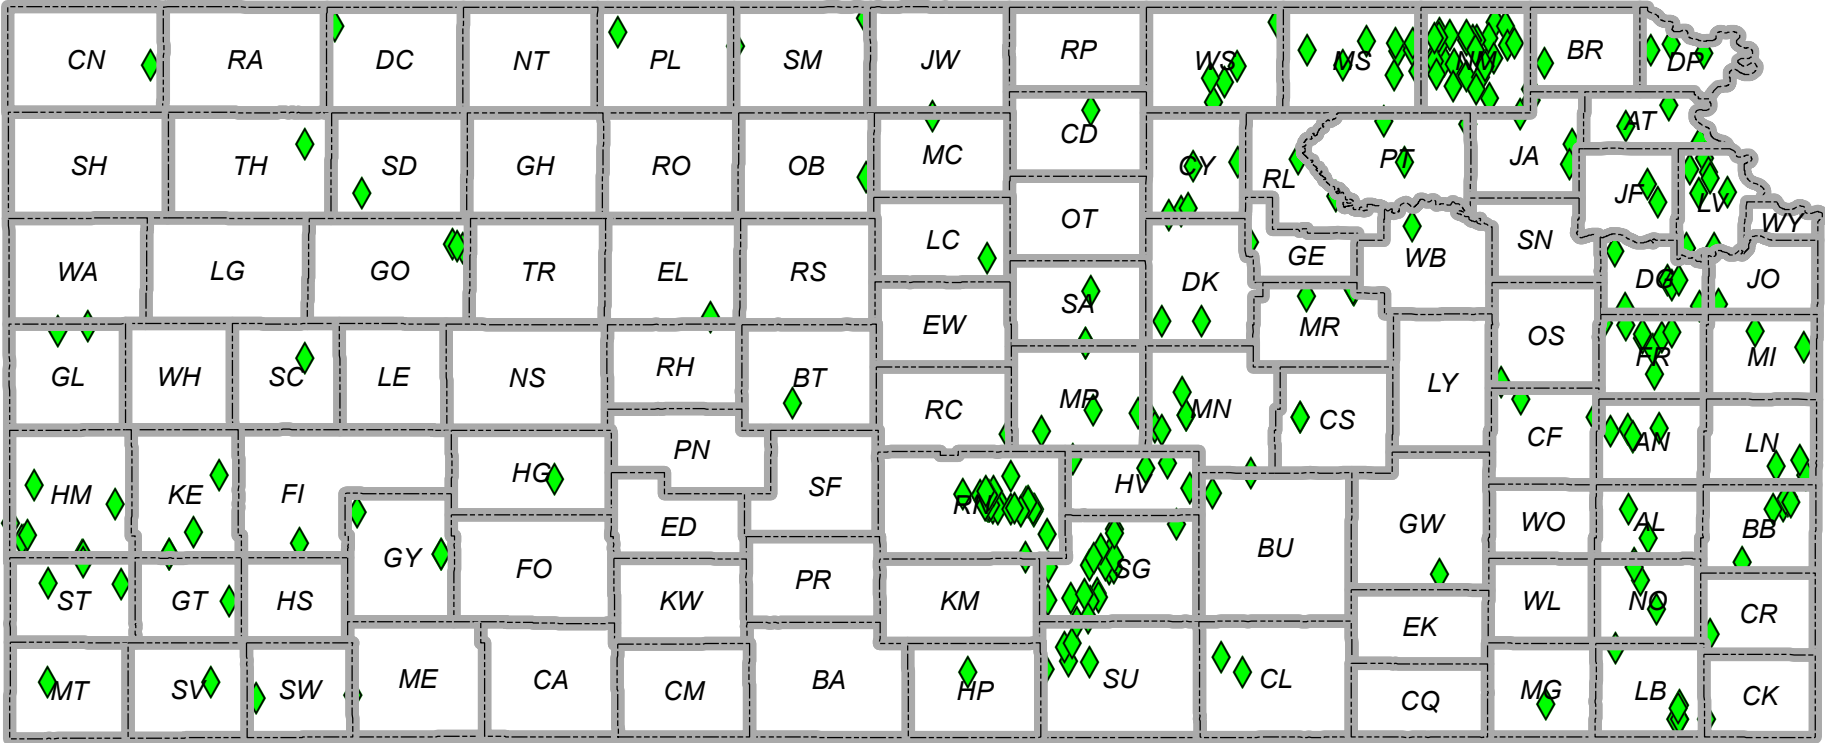 CN RA DC NT PL SM JW RP WS MS NM BR DP
SH TH SD GH RO OB MC CD CY RL PT JA AT
JF LV WY
WA LG GO TR EL RS LC OT DK GE WB SN DG JO
EW SA MR
GL WH SC LE NS RH BT RC MP MN CS LY OS FR MI
CF AN LN
HM KE FI HG PN SF RN HV BU GW WO AL BB
GY FO ED
ST GT HS KW PR KM SG EK WL NO CR
MT SV SW ME CA CM BA HP SU CL CQ MG LB CK